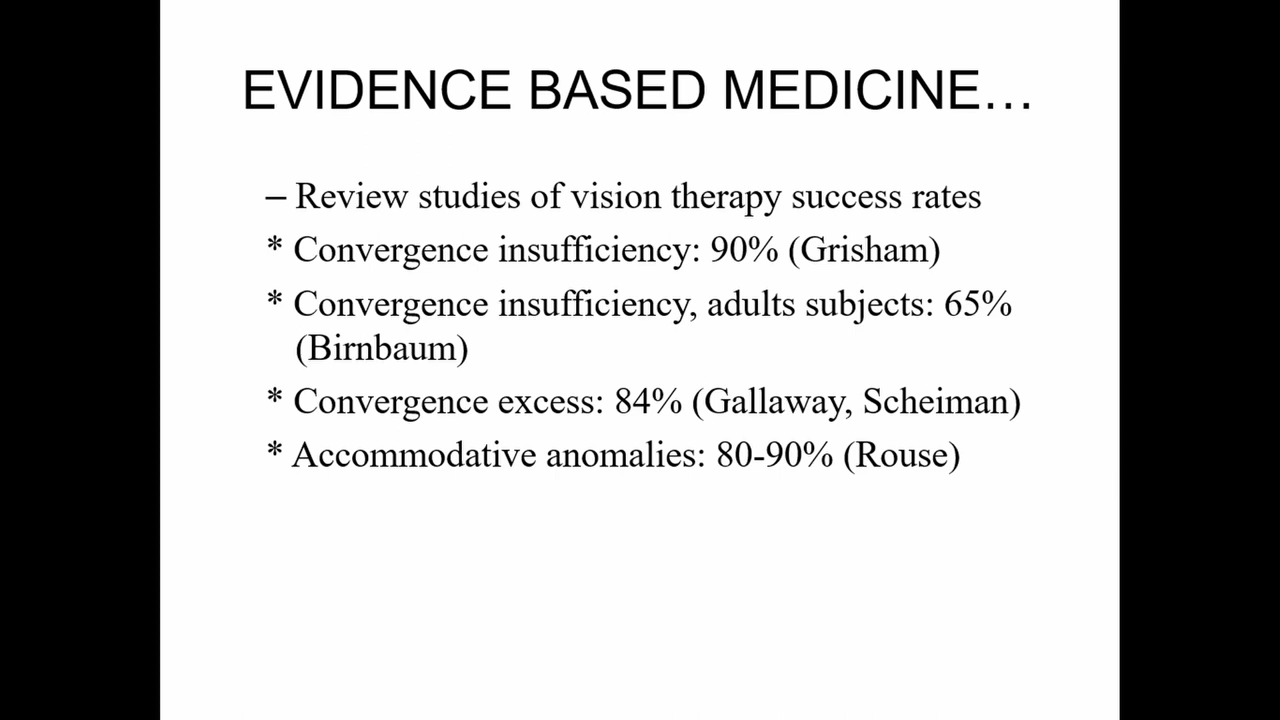 EVIDENCE BASED MEDICINE…
– Review studies of vision therapy success rates
* Convergence insufficiency: 90% (Grisham)
* Convergence insufficiency, adults subjects: 65%
(Birnbaum)
* Convergence excess: 84% (Gallaway, Scheiman)
* Accommodative anomalies: 80-90% (Rouse)